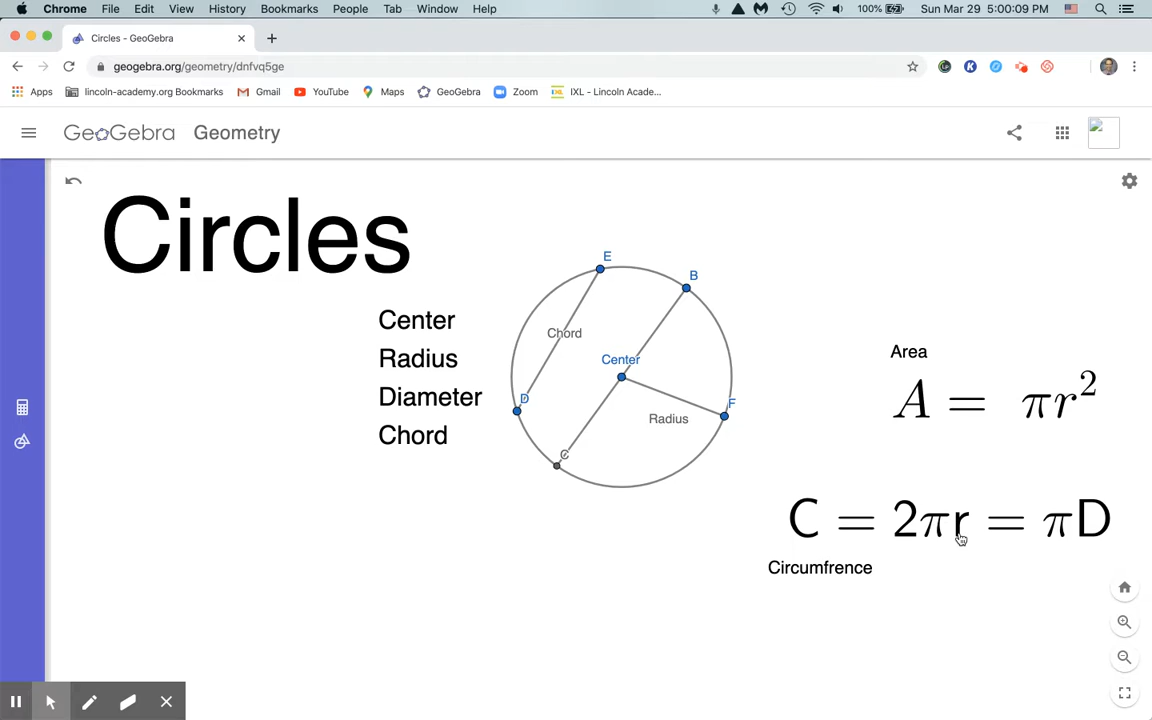 Chrome File Edit View History Bookmarks People Tab Window Help 100% Sun Mar 29 5:00:09 PM
Circles - GeoGebra
geogebra.org/geometry/dnfvq5ge
Apps lincoln-academy.org Bookmarks Gmail YouTube Maps GeoGebra Zoom IXL - Lincoln Acade...
GeoGebra Geometry
Circles
Center
Radius
Diameter
Chord
E
B
Chord
Center
D
F
Radius
C
Area
A = πr²
C = 2πr = πD
Circumfrence